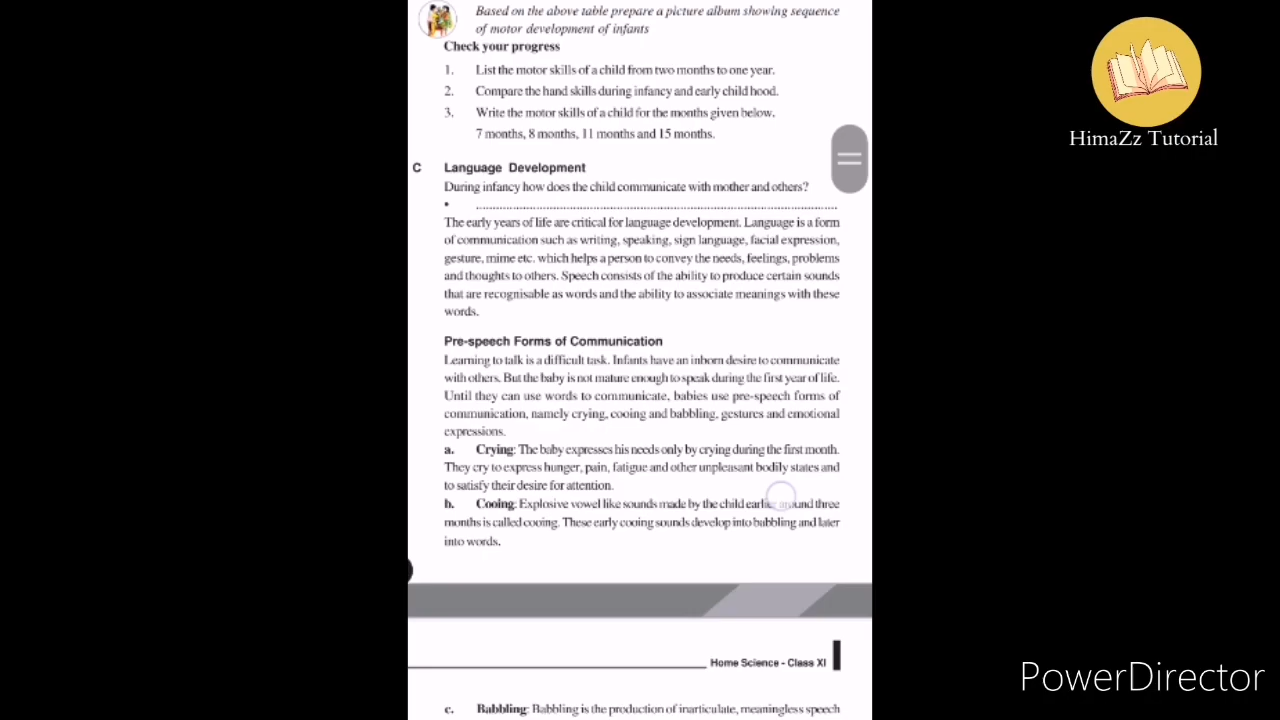 Based on the above table prepare a picture album showing sequence
of motor development of infants
Check your progress
1. List the motor skills of a child from two months to one year.
2. Compare the hand skills during infancy and early child hood.
3. Write the motor skills of a child for the months given below.
7 months, 8 months, 11 months and 15 months.
C Language Development
During infancy how does the child communicate with mother and others?
• ................................................................
The early years of life are critical for language development. Language is a form
of communication such as writing, speaking, sign language, facial expression,
gesture, mime etc. which helps a person to convey the needs, feelings, problems
and thoughts to others. Speech consists of the ability to produce certain sounds
that are recognisable as words and the ability to associate meanings with these
words.
Pre-speech Forms of Communication
Learning to talk is a difficult task. Infants have an inborn desire to communicate
with others. But the baby is not mature enough to speak during the first year of life.
Until they can use words to communicate, babies use pre-speech forms of
communication, namely crying, cooing and babbling, gestures and emotional
expressions.
a. Crying: The baby expresses his needs only by crying during the first month.
They cry to express hunger, pain, fatigue and other unpleasant bodily states and
to satisfy their desire for attention.
b. Cooing: Explosive vowel like sounds made by the child earlier around three
months is called cooing. These early cooing sounds develop into babbling and later
into words.
Home Science - Class XI
c. Babbling: Babbling is the production of inarticulate, meaningless speech
HimaZz Tutorial
PowerDirector